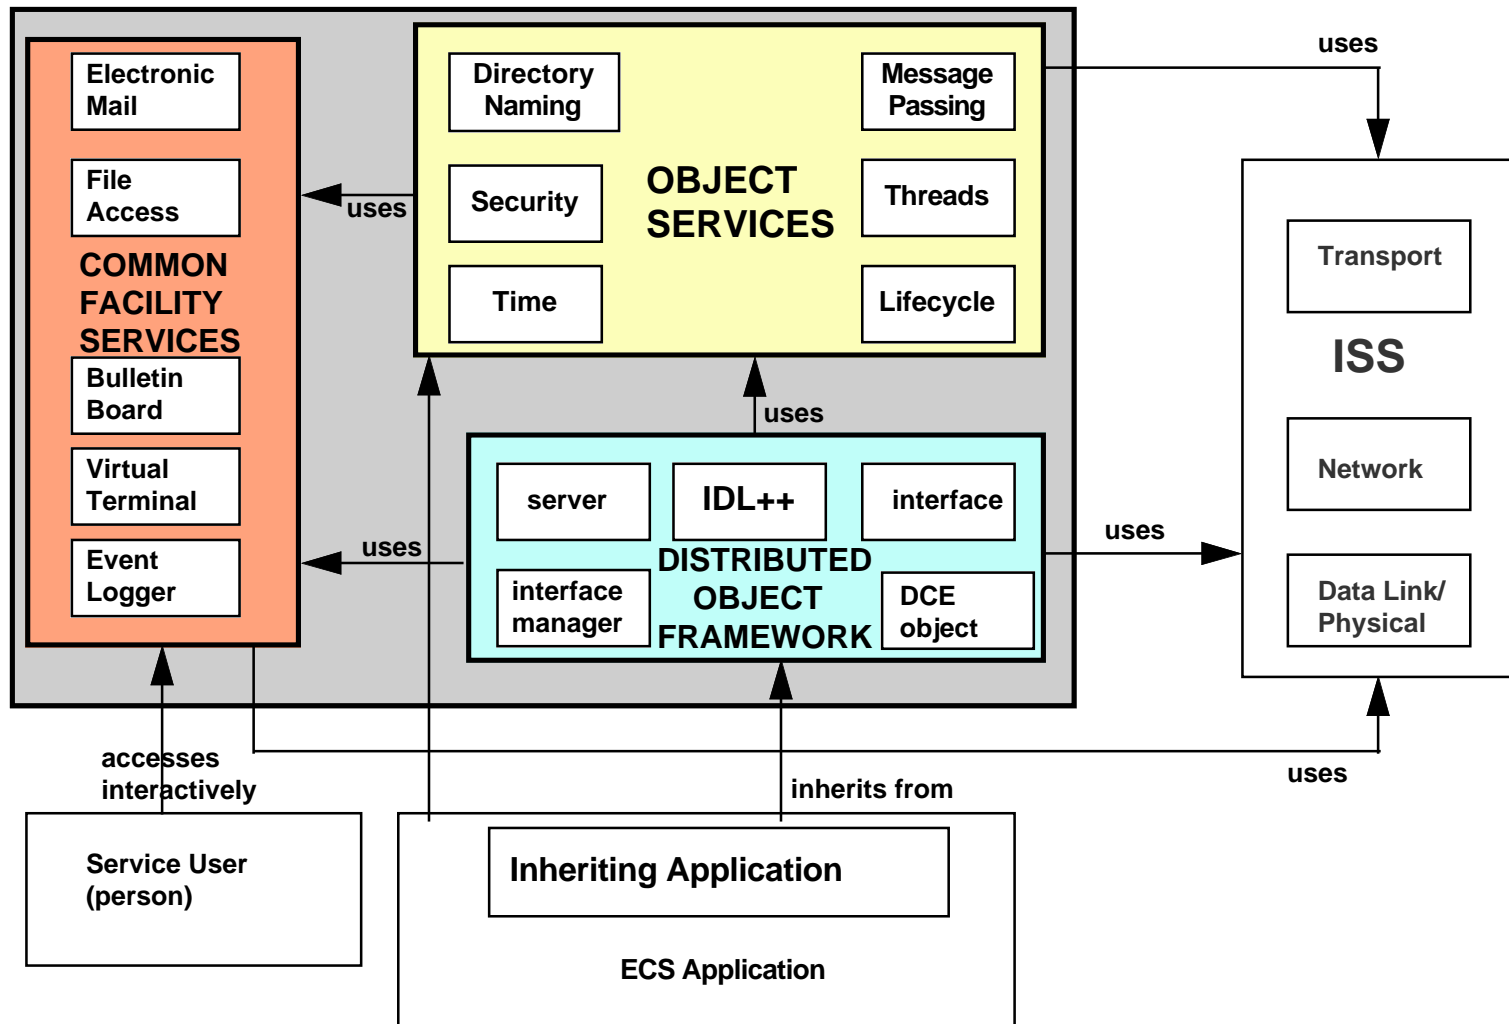 Electronic
Mail
File
Access
COMMON
FACILITY
SERVICES
Bulletin
Board
Virtual
Terminal
Event
Logger
uses
uses
Directory
Naming
Security
Time
OBJECT
SERVICES
Message
Passing
Threads
Lifecycle
uses
server
IDL++
interface
interface
manager
DISTRIBUTED
OBJECT
FRAMEWORK
DCE
object
uses
uses
Transport
ISS
Network
Data Link/
Physical
uses
accesses
interactively
inherits from
Service User
(person)
Inheriting Application
ECS Application